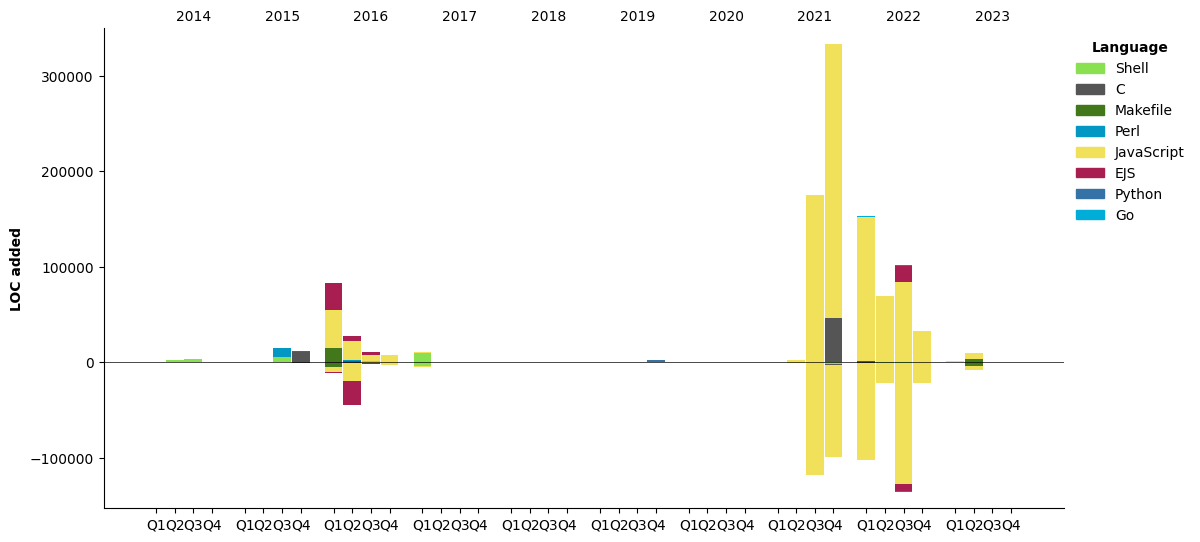 2014 2015 2016 2017 2018 2019 2020 2021 2022 2023
Language
Shell
C
Makefile
Perl
JavaScript
EJS
Python
Go
LOC added
300000
200000
100000
0
−100000
Q1Q2Q3Q4 Q1Q2Q3Q4 Q1Q2Q3Q4 Q1Q2Q3Q4 Q1Q2Q3Q4 Q1Q2Q3Q4 Q1Q2Q3Q4 Q1Q2Q3Q4 Q1Q2Q3Q4 Q1Q2Q3Q4